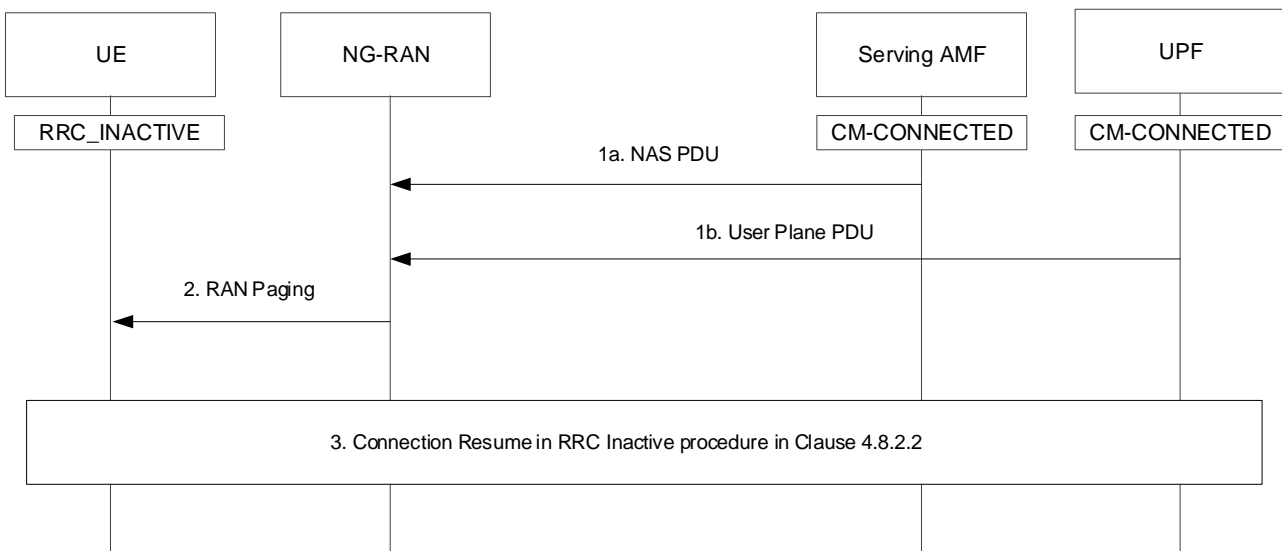 UE
NG-RAN
Serving AMF
UPF
RRC_INACTIVE
CM-CONNECTED
CM-CONNECTED
1a. NAS PDU
1b. User Plane PDU
2. RAN Paging
3. Connection Resume in RRC Inactive procedure in Clause 4.8.2.2